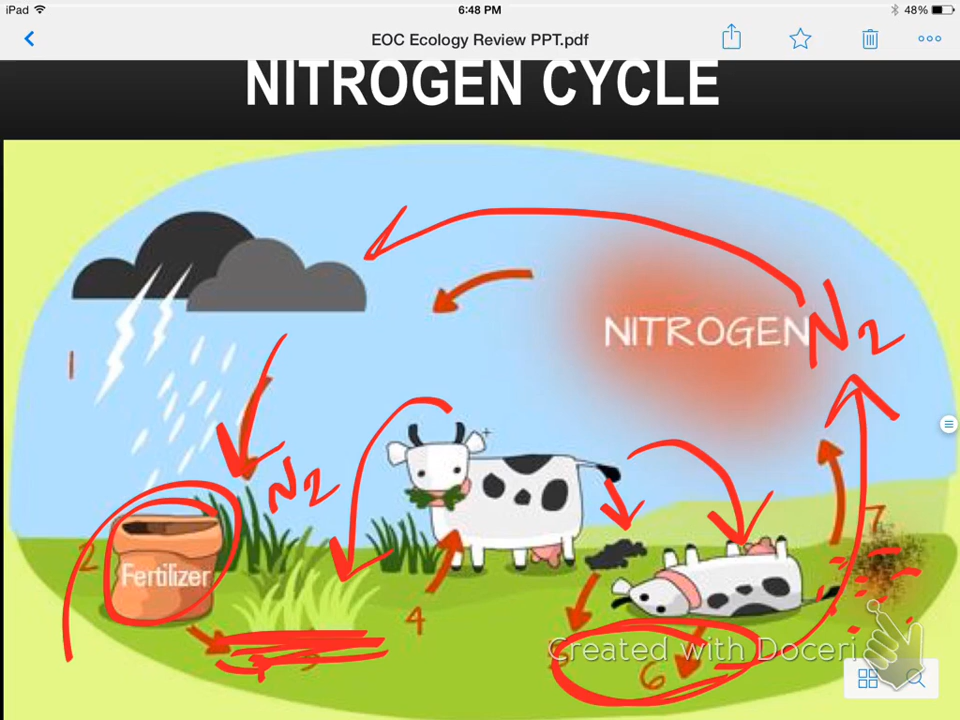 iPad 6:48 PM 48%
EOC Ecology Review PPT.pdf
NITROGEN CYCLE
NITROGEN N2
1
N2
2
Fertilizer
7
4
3
Created with Doceri
6